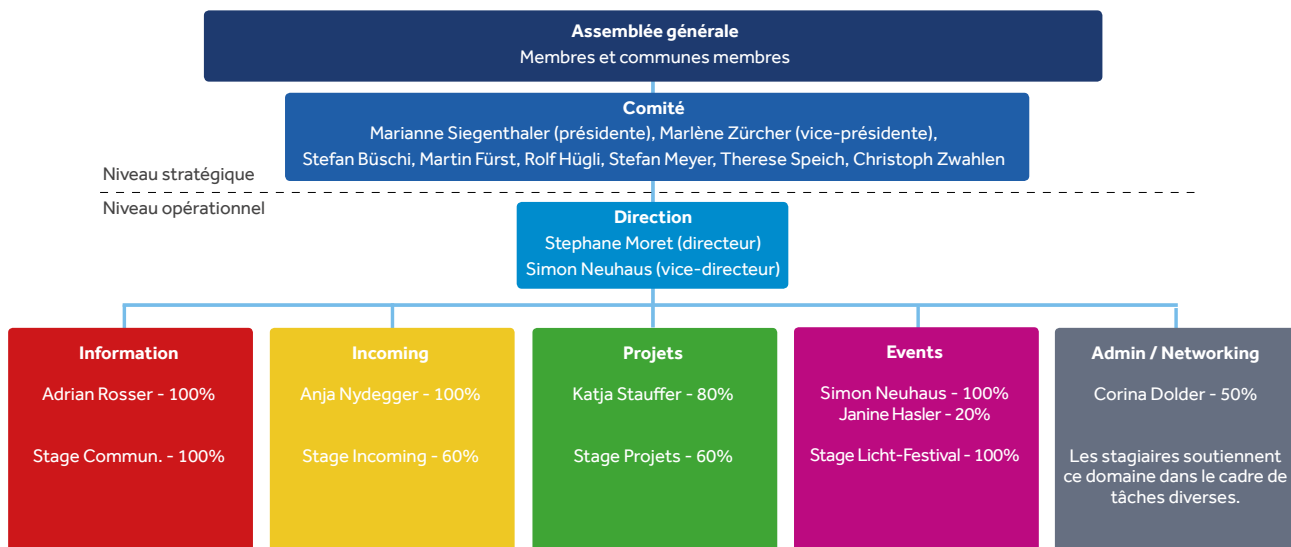 Assemblée générale
Membres et communes membres
Comité
Marianne Siegenthaler (présidente), Marlène Zürcher (vice-présidente),
Stefan Büschi, Martin Fürst, Rolf Hügli, Stefan Meyer, Therese Speich, Christoph Zwahlen
Niveau stratégique
Niveau opérationnel
Direction
Stephane Moret (directeur)
Simon Neuhaus (vice-directeur)
Information
Adrian Rosser - 100%
Stage Commun. - 100%
Incoming
Anja Nydegger - 100%
Stage Incoming - 60%
Projets
Katja Stauffer - 80%
Stage Projets - 60%
Events
Simon Neuhaus - 100%
Janine Hasler - 20%
Stage Licht-Festival - 100%
Admin / Networking
Corina Dolder - 50%
Les stagiaires soutiennent
ce domaine dans le cadre de
tâches diverses.